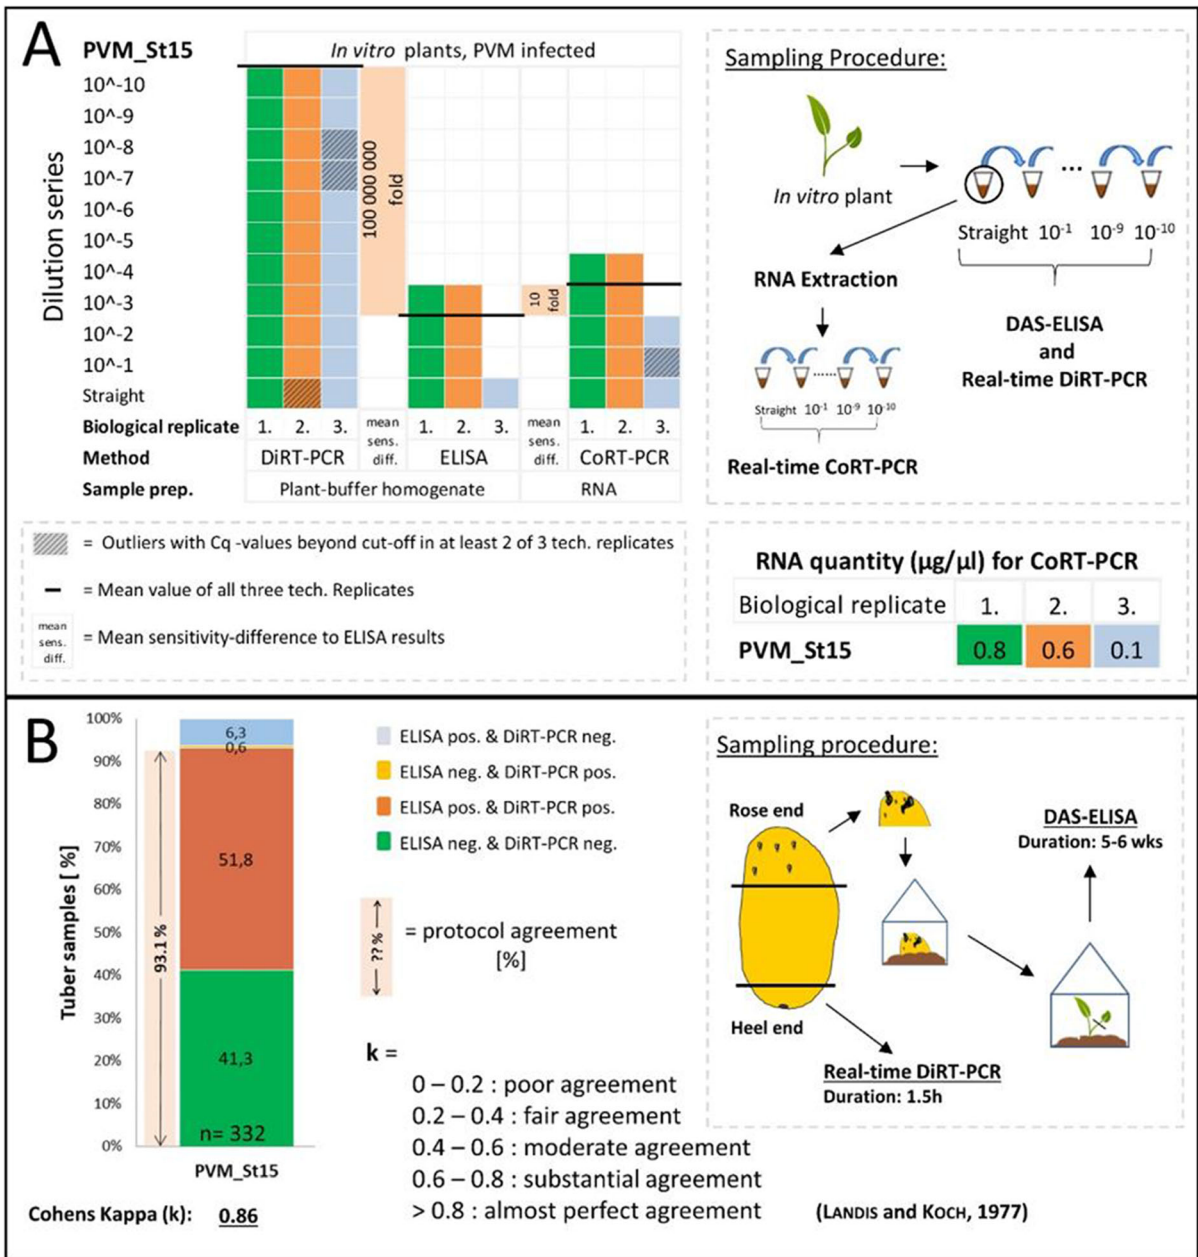 A
PVM_St15
In vitro plants, PVM infected
Dilution series
10^-10
10^-9
10^-8
10^-7
10^-6
10^-5
10^-4
10^-3
10^-2
10^-1
Straight
100 000 000
fold
10
fold
Biological replicate 1. 2. 3. mean sens. diff. 1. 2. 3. mean sens. diff. 1. 2. 3.
Method DiRT-PCR ELISA CoRT-PCR
Sample prep. Plant-buffer homogenate RNA
= Outliers with Cq -values beyond cut-off in at least 2 of 3 tech. replicates
= Mean value of all three tech. Replicates
mean
sens.
diff.
= Mean sensitivity-difference to ELISA results
Sampling Procedure:
In vitro plant
...
Straight 10-1 10-9 10-10
RNA Extraction
DAS-ELISA
and
Real-time DiRT-PCR
......
Straight 10-1 10-9 10-10
Real-time CoRT-PCR
RNA quantity (µg/µl) for CoRT-PCR
Biological replicate 1. 2. 3.
PVM_St15 0.8 0.6 0.1
B
Tuber samples [ %]
100%
90%
80%
70%
60%
50%
40%
30%
20%
10%
0%
93.1 %
6,3
0,6
51,8
41,3
n= 332
PVM_St15
Cohens Kappa (k): 0.86
ELISA pos. & DiRT-PCR neg.
ELISA neg. & DiRT-PCR pos.
ELISA pos. & DiRT-PCR pos.
ELISA neg. & DiRT-PCR neg.
?? %
= protocol agreement
[%]
k =
0 – 0.2 : poor agreement
0.2 – 0.4 : fair agreement
0.4 – 0.6 : moderate agreement
0.6 – 0.8 : substantial agreement
> 0.8 : almost perfect agreement
(LANDIS and KOCH, 1977)
Sampling procedure:
Rose end
Heel end
DAS-ELISA
Duration: 5-6 wks
Real-time DiRT-PCR
Duration: 1.5h